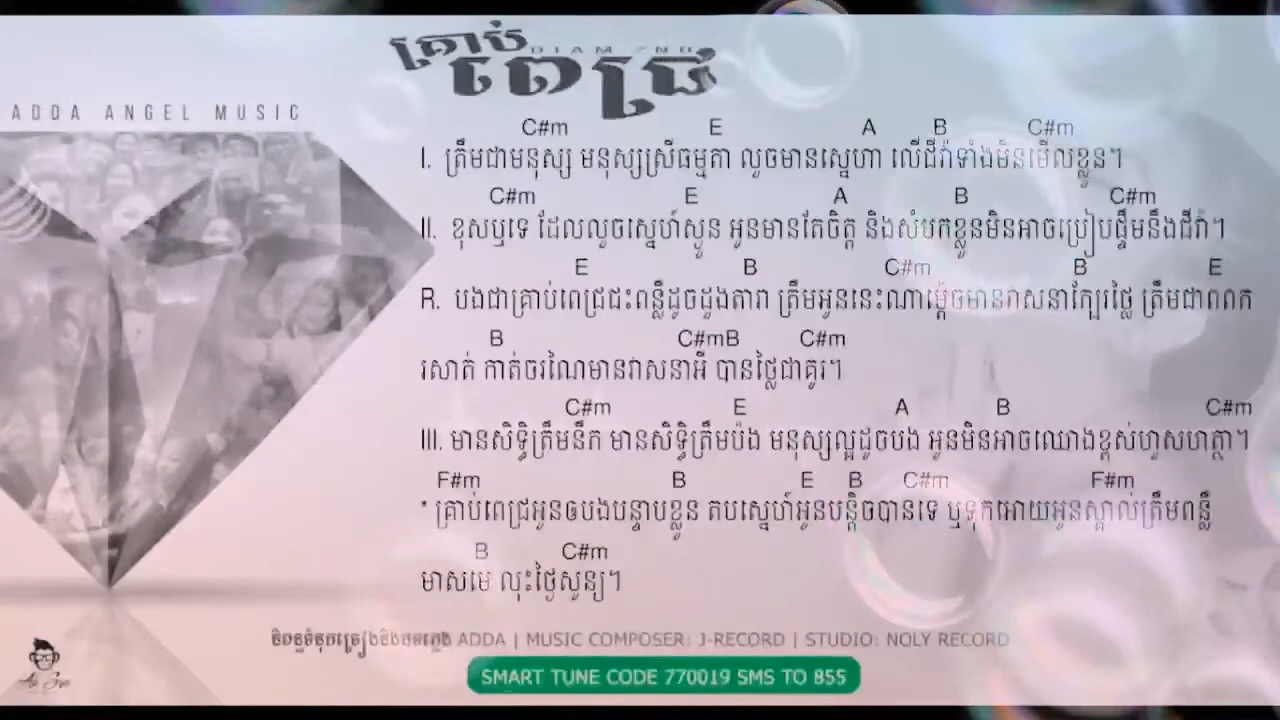 គ្រាប់
DIAMOND
ពេជ្រ
ADDA ANGEL MUSIC
C#m E A B C#m
I. ត្រឹមជាមនុស្ស មនុស្សស្រីធម្មតា លួចមានស្នេហា លើជីវ៉ាទាំងមិនមើលខ្លួន។
C#m E A B C#m
II. ខុសឬទេ ដែលលួចស្នេហ៍ស្ងួន អូនមានតែចិត្ត និងសំបកខ្លួនមិនអាចប្រៀបផ្ទឹមនឹងជីវ៉ា។
E B C#m B E
R. បងជាគ្រាប់ពេជ្រជះពន្លឺដូចដួងតារា ត្រឹមអូននេះណាម្ដេចមានវាសនាក្បែរថ្លៃ ត្រឹមជាពពក
B C#mB C#m
រសាត់ កាត់ចរណៃមានវាសនាអី បានថ្លៃជាគូរ។
C#m E A B C#m
III. មានសិទ្ធិត្រឹមនឹក មានសិទ្ធិត្រឹមប៉ង មនុស្សល្អដូចបង អូនមិនអាចឈោងខ្ពស់ហួសហត្ថា។
F#m B E B C#m F#m
* គ្រាប់ពេជ្រអូនឲបងបន្ទាបខ្លួន តបស្នេហ៍អូនបន្តិចបានទេ ឬទុកអោយអូនស្គាល់ត្រឹមពន្លឺ
B C#m
មាសមេ លុះថ្ងៃសូន្យ។
ADDA | MUSIC COMPOSER: J-RECORD | STUDIO: NOLY RECORD
SMART TUNE CODE 770019 SMS TO 855